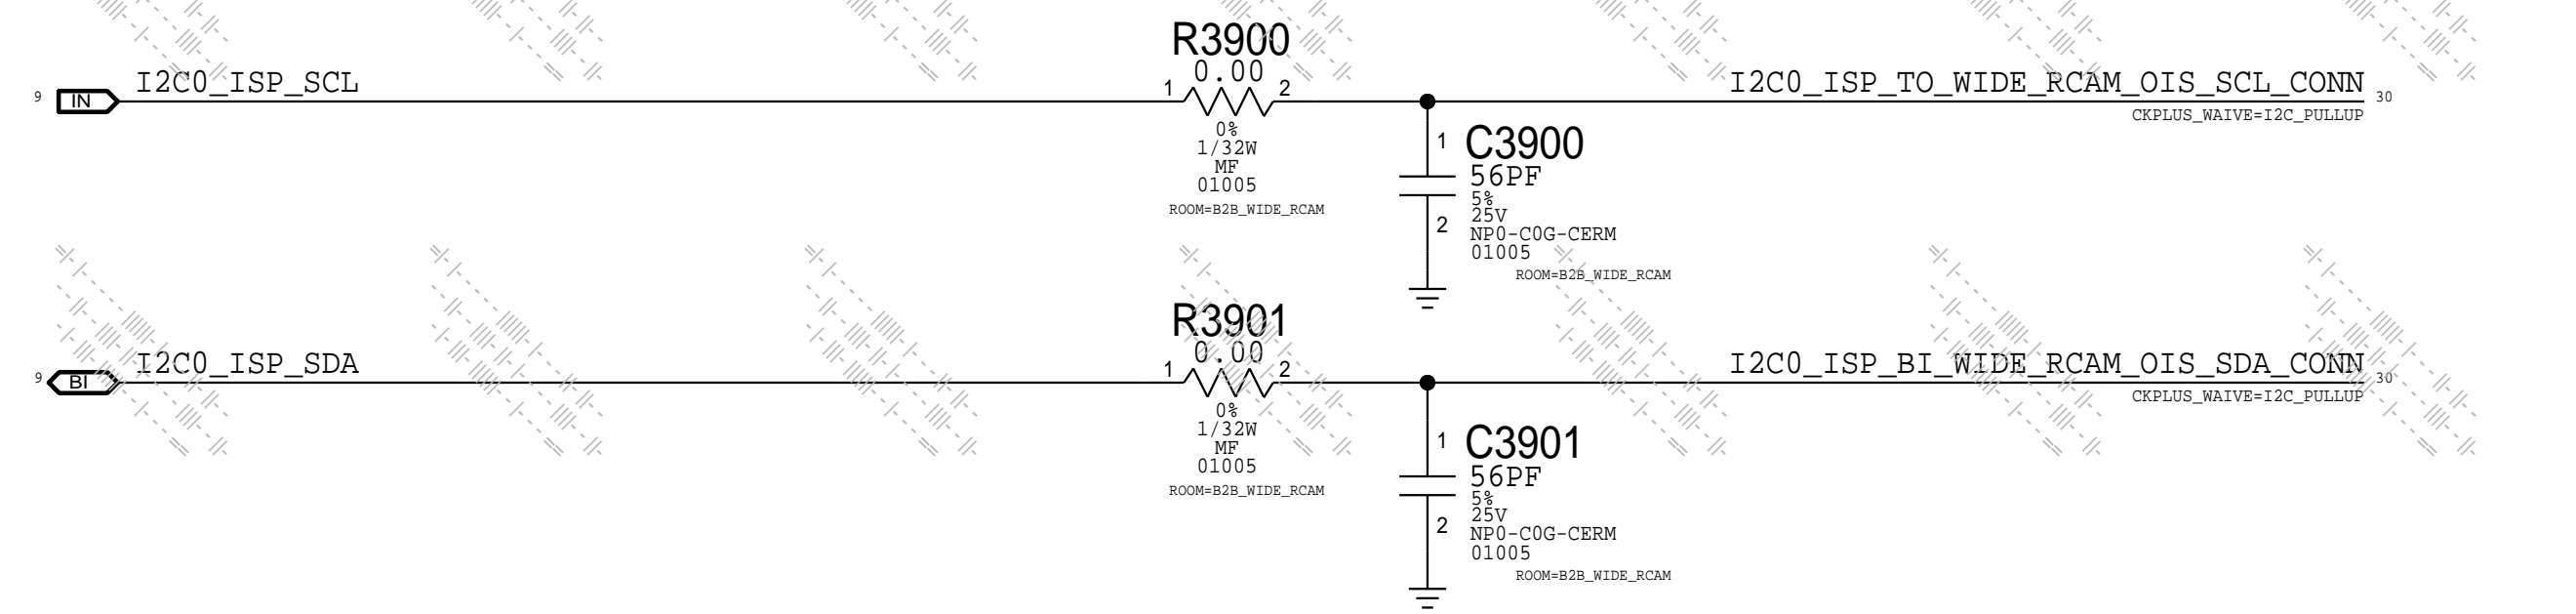 R3900
0.00
9 IN I2C0_ISP_SCL 1 2 I2C0_ISP_TO_WIDE_RCAM_OIS_SCL_CONN 30
CKPLUS_WAIVE=I2C_PULLUP
0%
1/32W
MF
01005
ROOM=B2B_WIDE_RCAM
1 C3900
56PF
5%
25V
2 NP0-C0G-CERM
01005
ROOM=B2B_WIDE_RCAM
R3901
0.00
9 BI I2C0_ISP_SDA 1 2 I2C0_ISP_BI_WIDE_RCAM_OIS_SDA_CONN 30
CKPLUS_WAIVE=I2C_PULLUP
0%
1/32W
MF
01005
ROOM=B2B_WIDE_RCAM
1 C3901
56PF
5%
25V
2 NP0-C0G-CERM
01005
ROOM=B2B_WIDE_RCAM